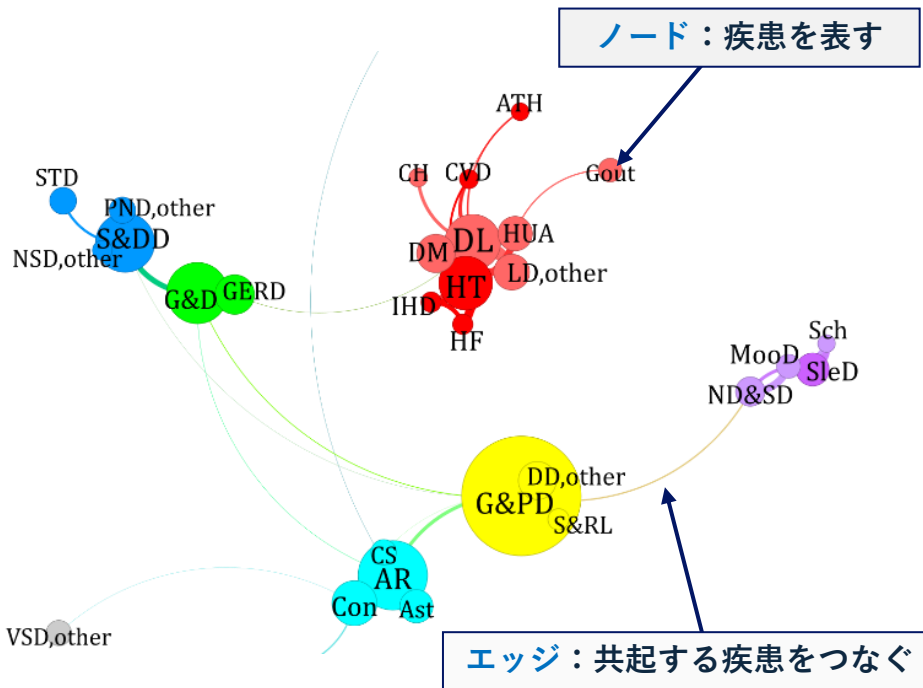 ノード：疾患を表す
ATH
CH
CVD
Gout
STD
PND,other
S&DD
NSD,other
HUA
DL
DM
LD,other
HT
G&D
GERD
IHD
HF
Sch
MooD
SleD
ND&SD
DD,other
G&PD
S&RL
CS
AR
Con
Ast
VSD,other
エッジ：共起する疾患をつなぐ